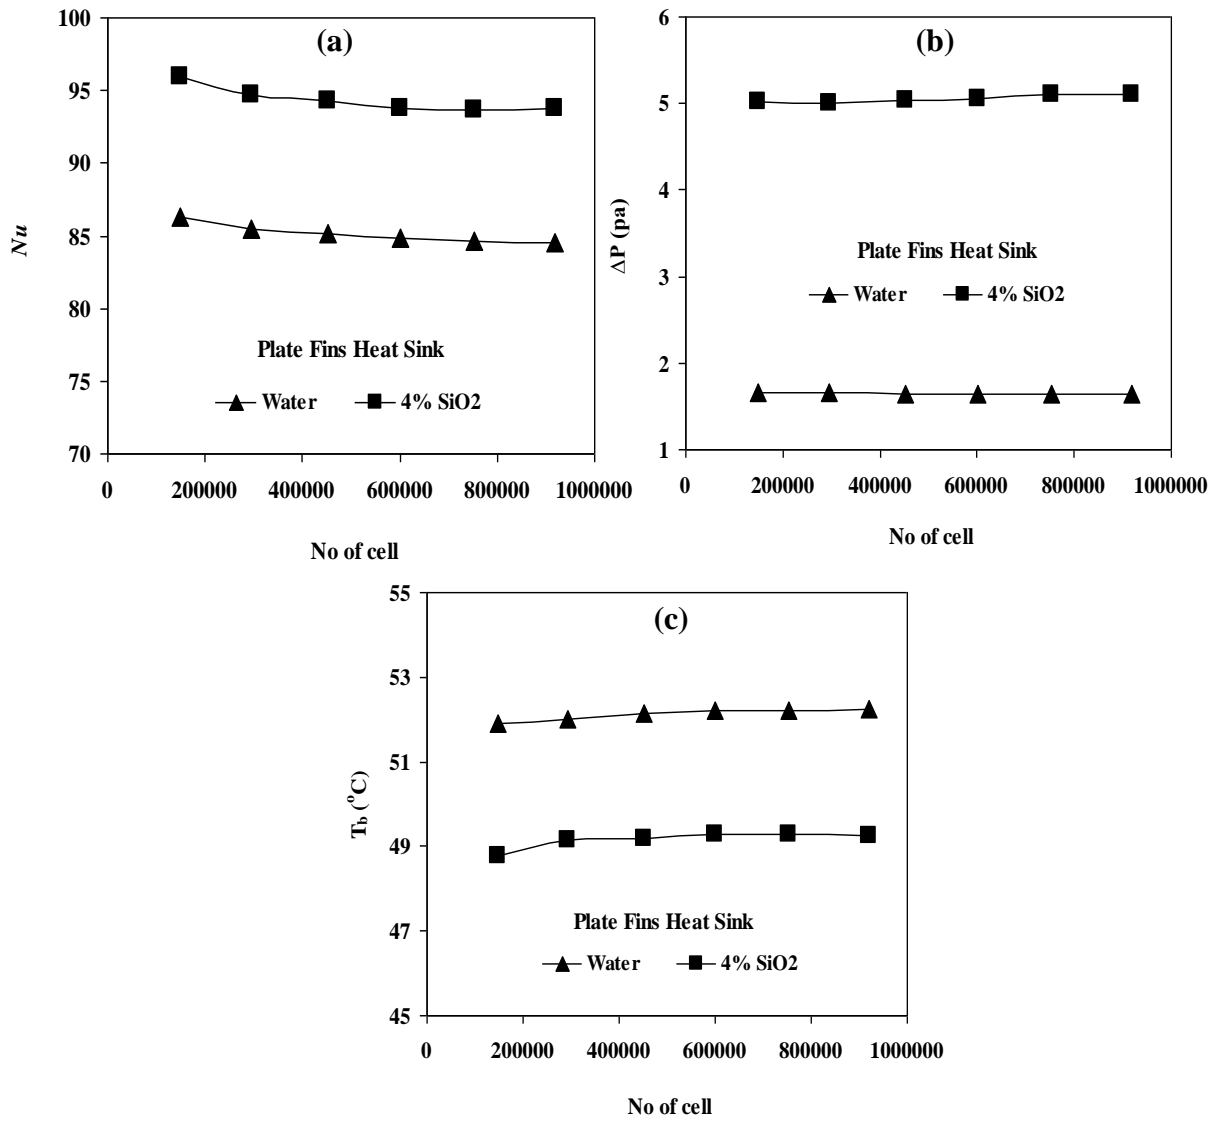 (a)
100
95
90
85
80
75
70
Nu
Plate Fins Heat Sink
Water 4% SiO2
0 200000 400000 600000 800000 1000000
No of cell
(b)
6
5
4
3
2
1
ΔP (pa)
Plate Fins Heat Sink
Water 4% SiO2
0 200000 400000 600000 800000 1000000
No of cell
(c)
55
53
51
49
47
45
T_b (°C)
Plate Fins Heat Sink
Water 4% SiO2
0 200000 400000 600000 800000 1000000
No of cell